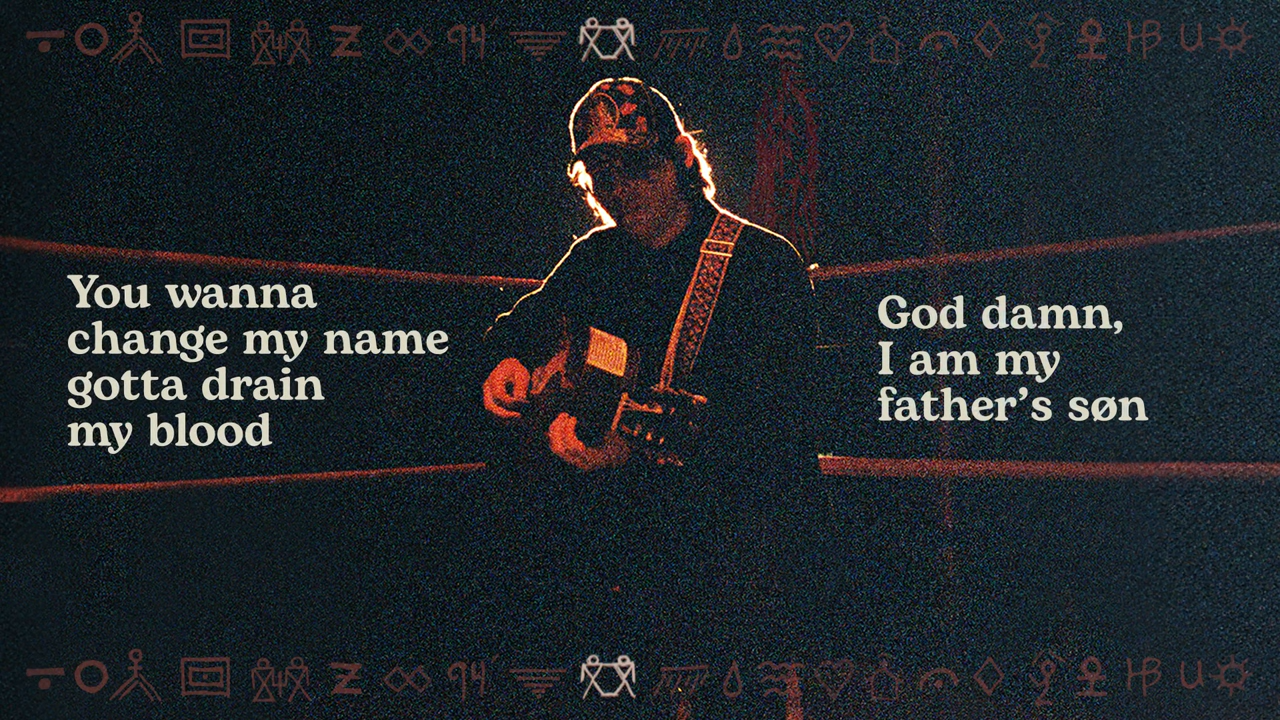 You wanna
change my name
gotta drain
my blood
God damn,
I am my
father's søn